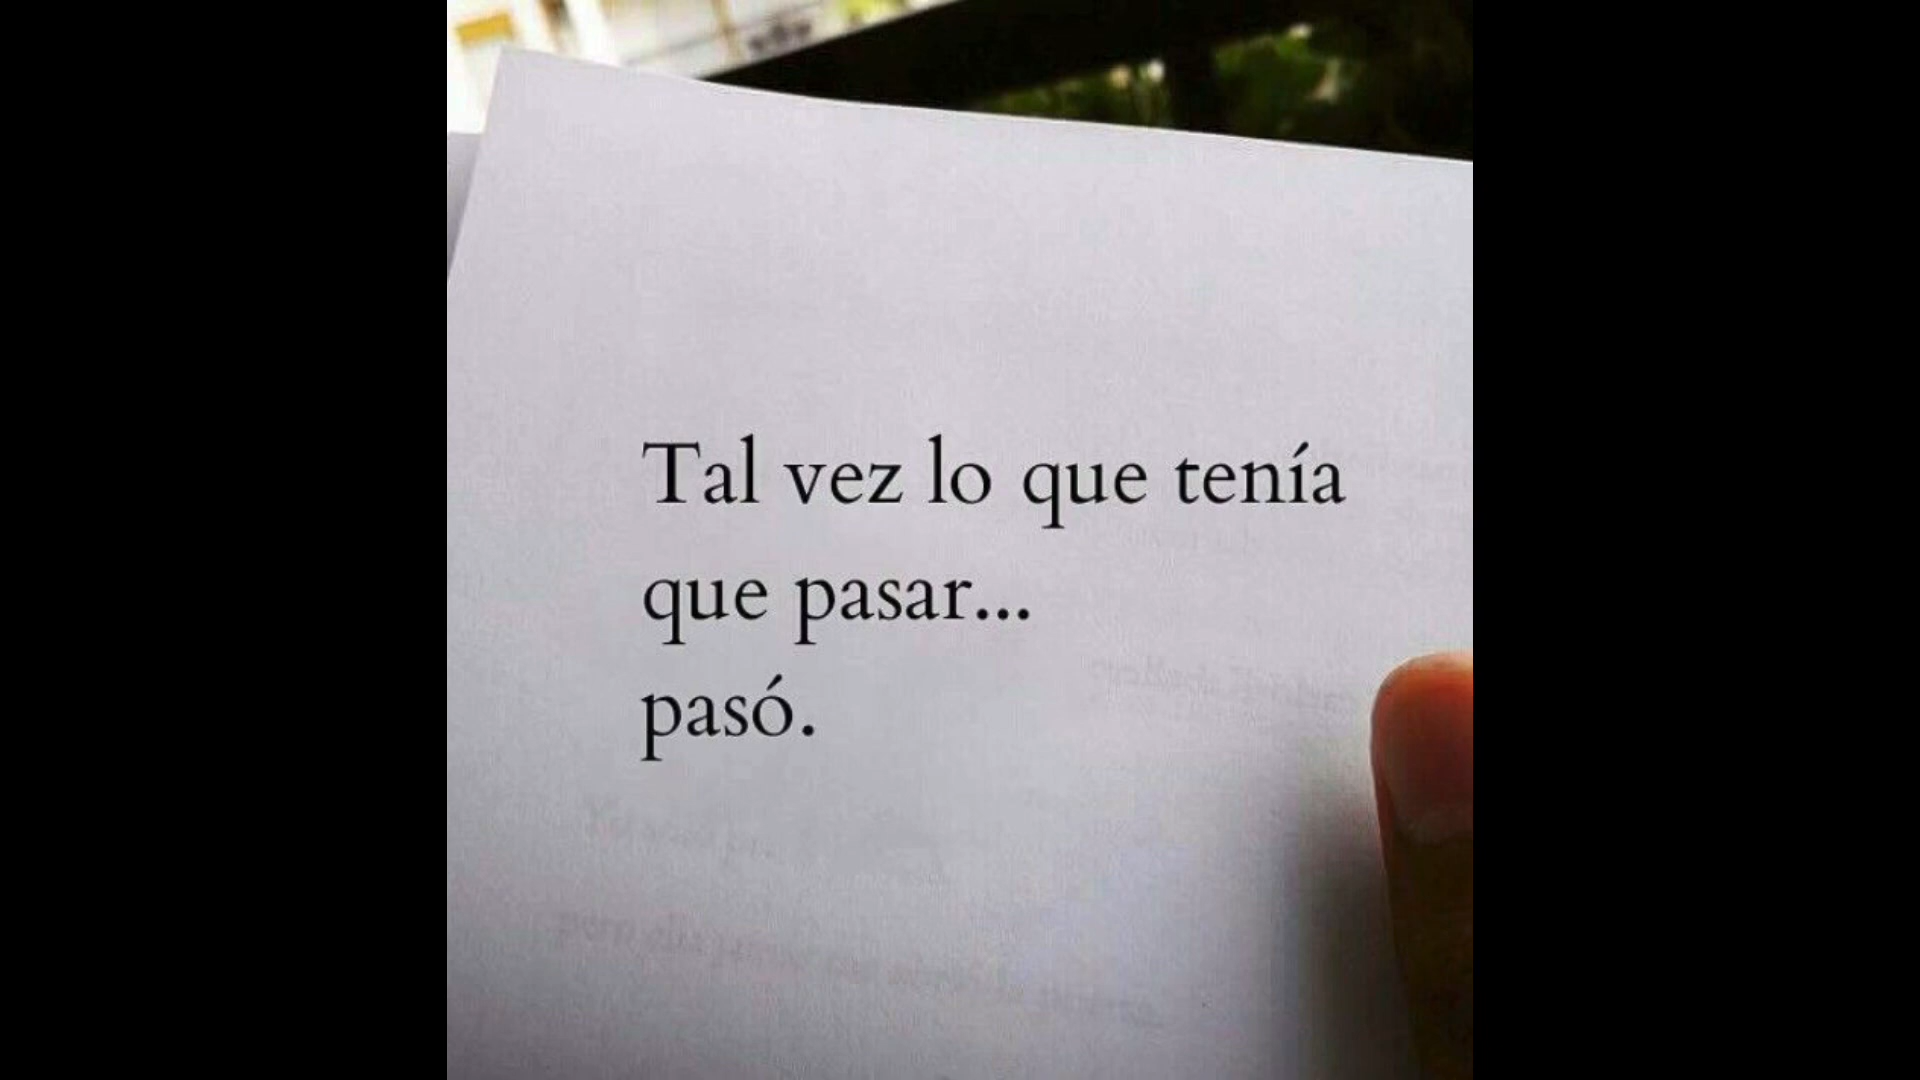 Tal vez lo que tenía
que pasar...
pasó.